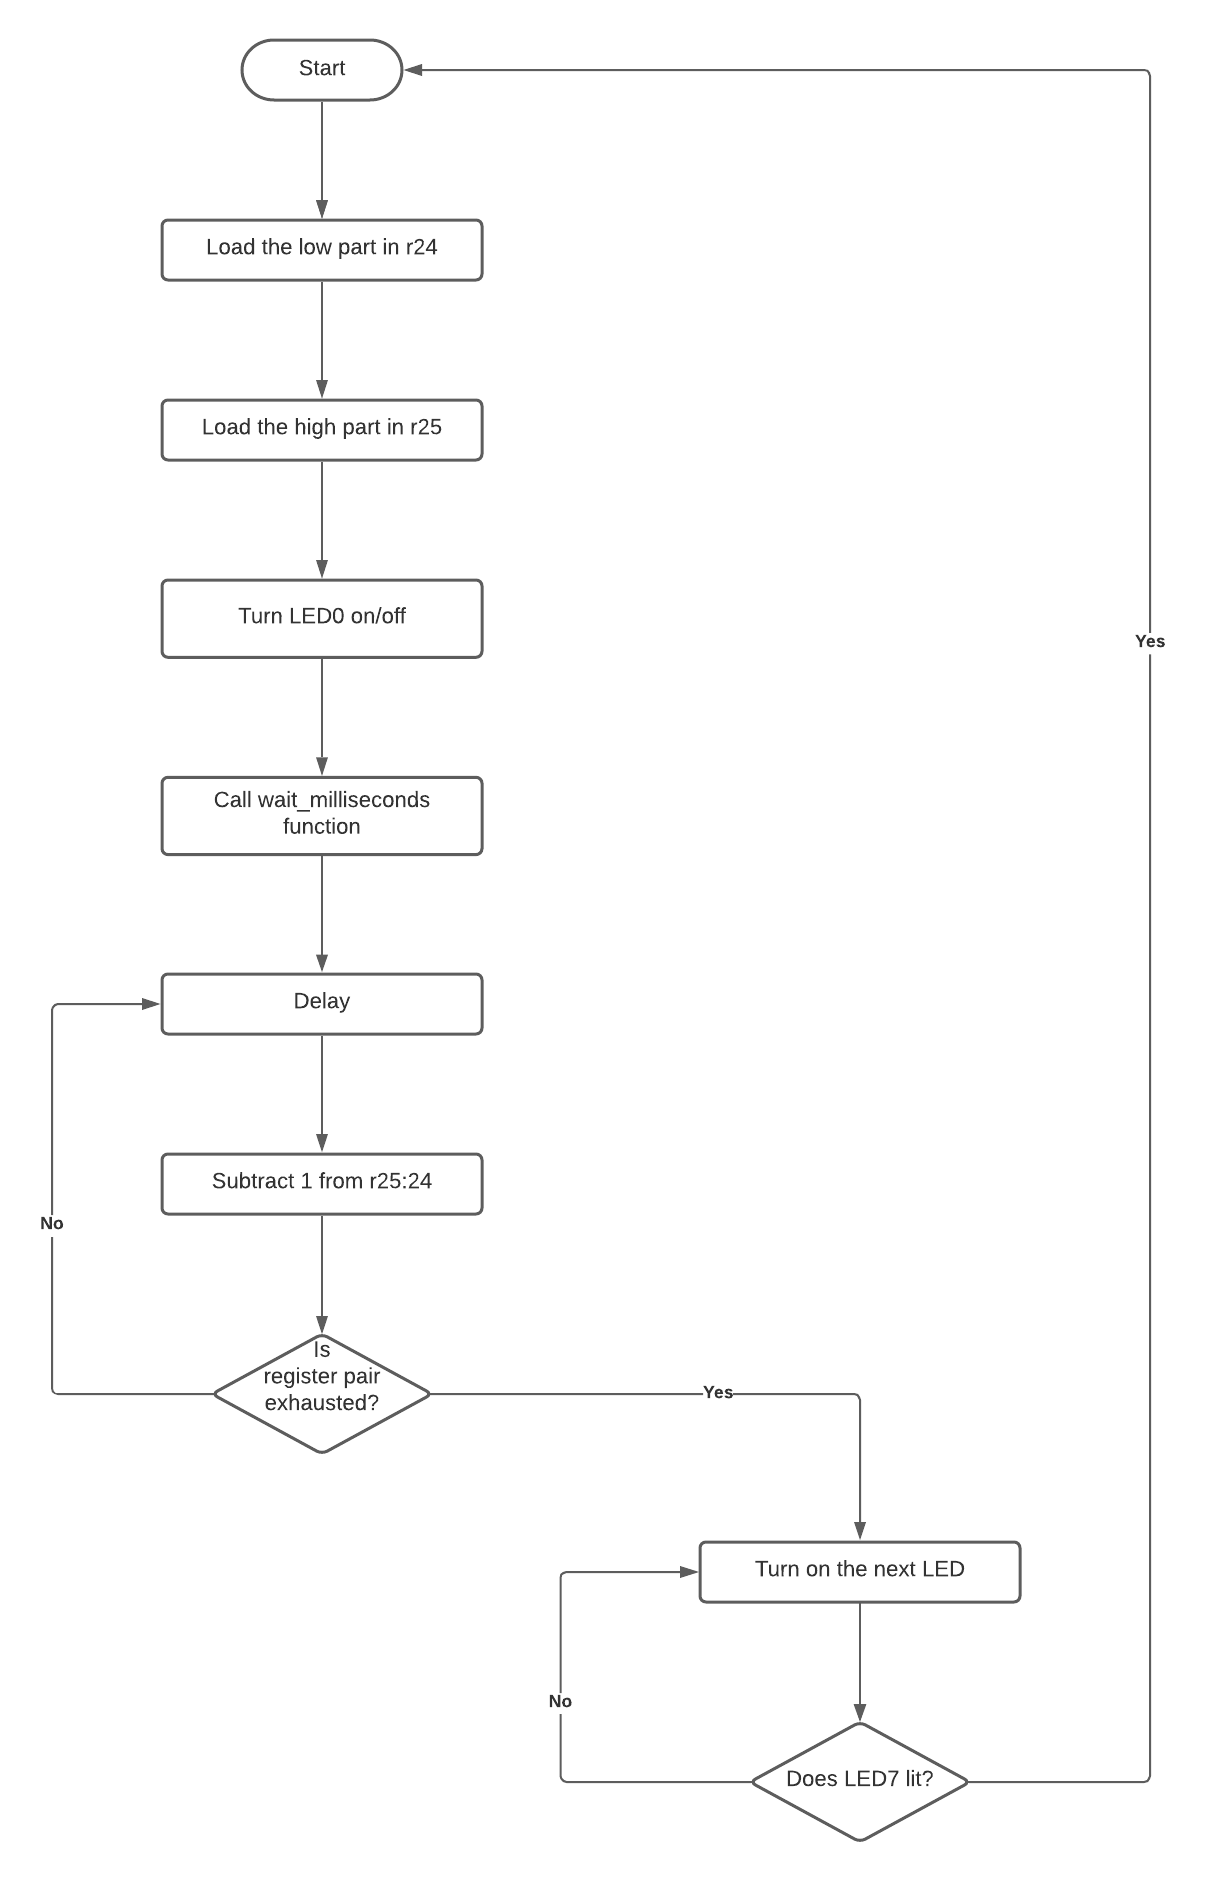 Start
Load the low part in r24
Load the high part in r25
Turn LED0 on/off
Yes
Call wait_milliseconds
function
Delay
Subtract 1 from r25:24
No
Is
register pair
exhausted?
Yes
Turn on the next LED
No
Does LED7 lit?